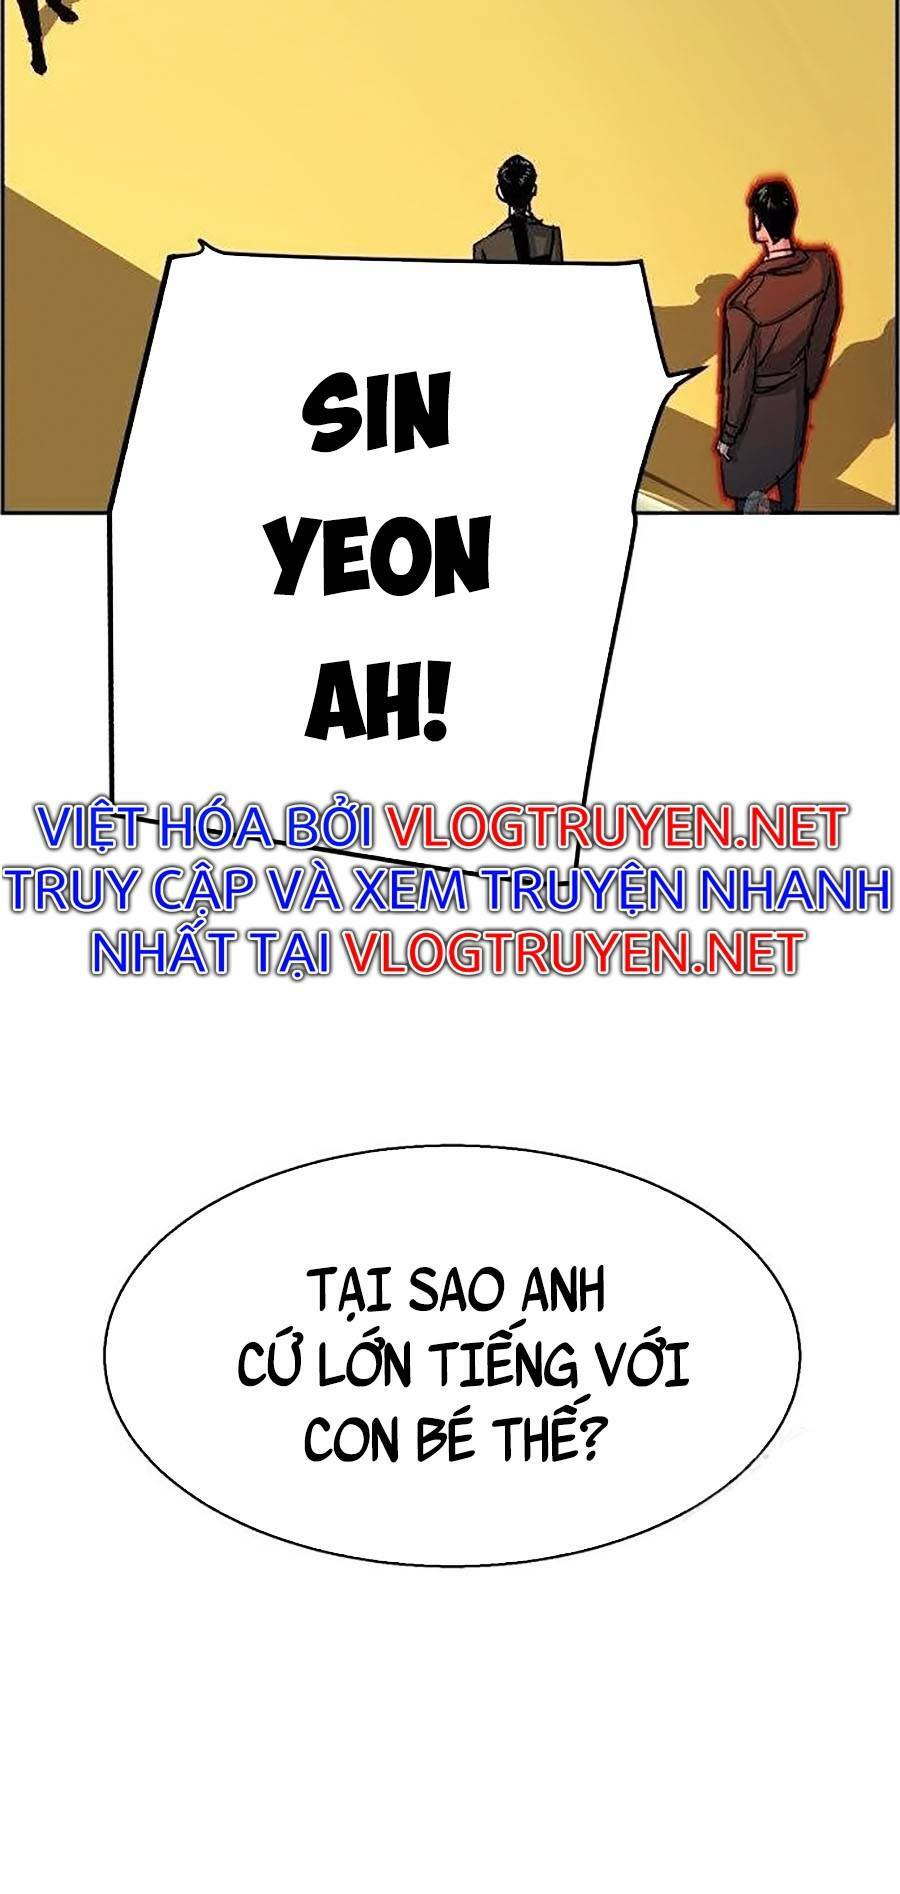 SIN
YEON
AH!
VIỆT HÓA BỞI VLOGTRUYEN.NET
TRUY CẬP VÀ XEM TRUYỆN NHANH
NHẤT TẠI VLOGTRUYEN.NET
TẠI SAO ANH
CỨ LỚN TIẾNG VỚI
CON BÉ THẾ?